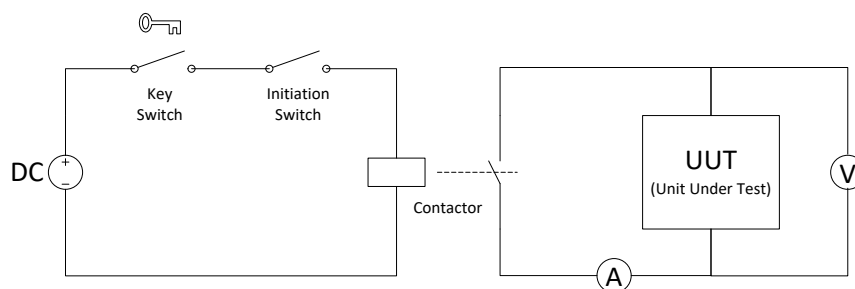 Key
Switch
Initiation
Switch
DC
+
−
Contactor
UUT
(Unit Under Test)
V
A